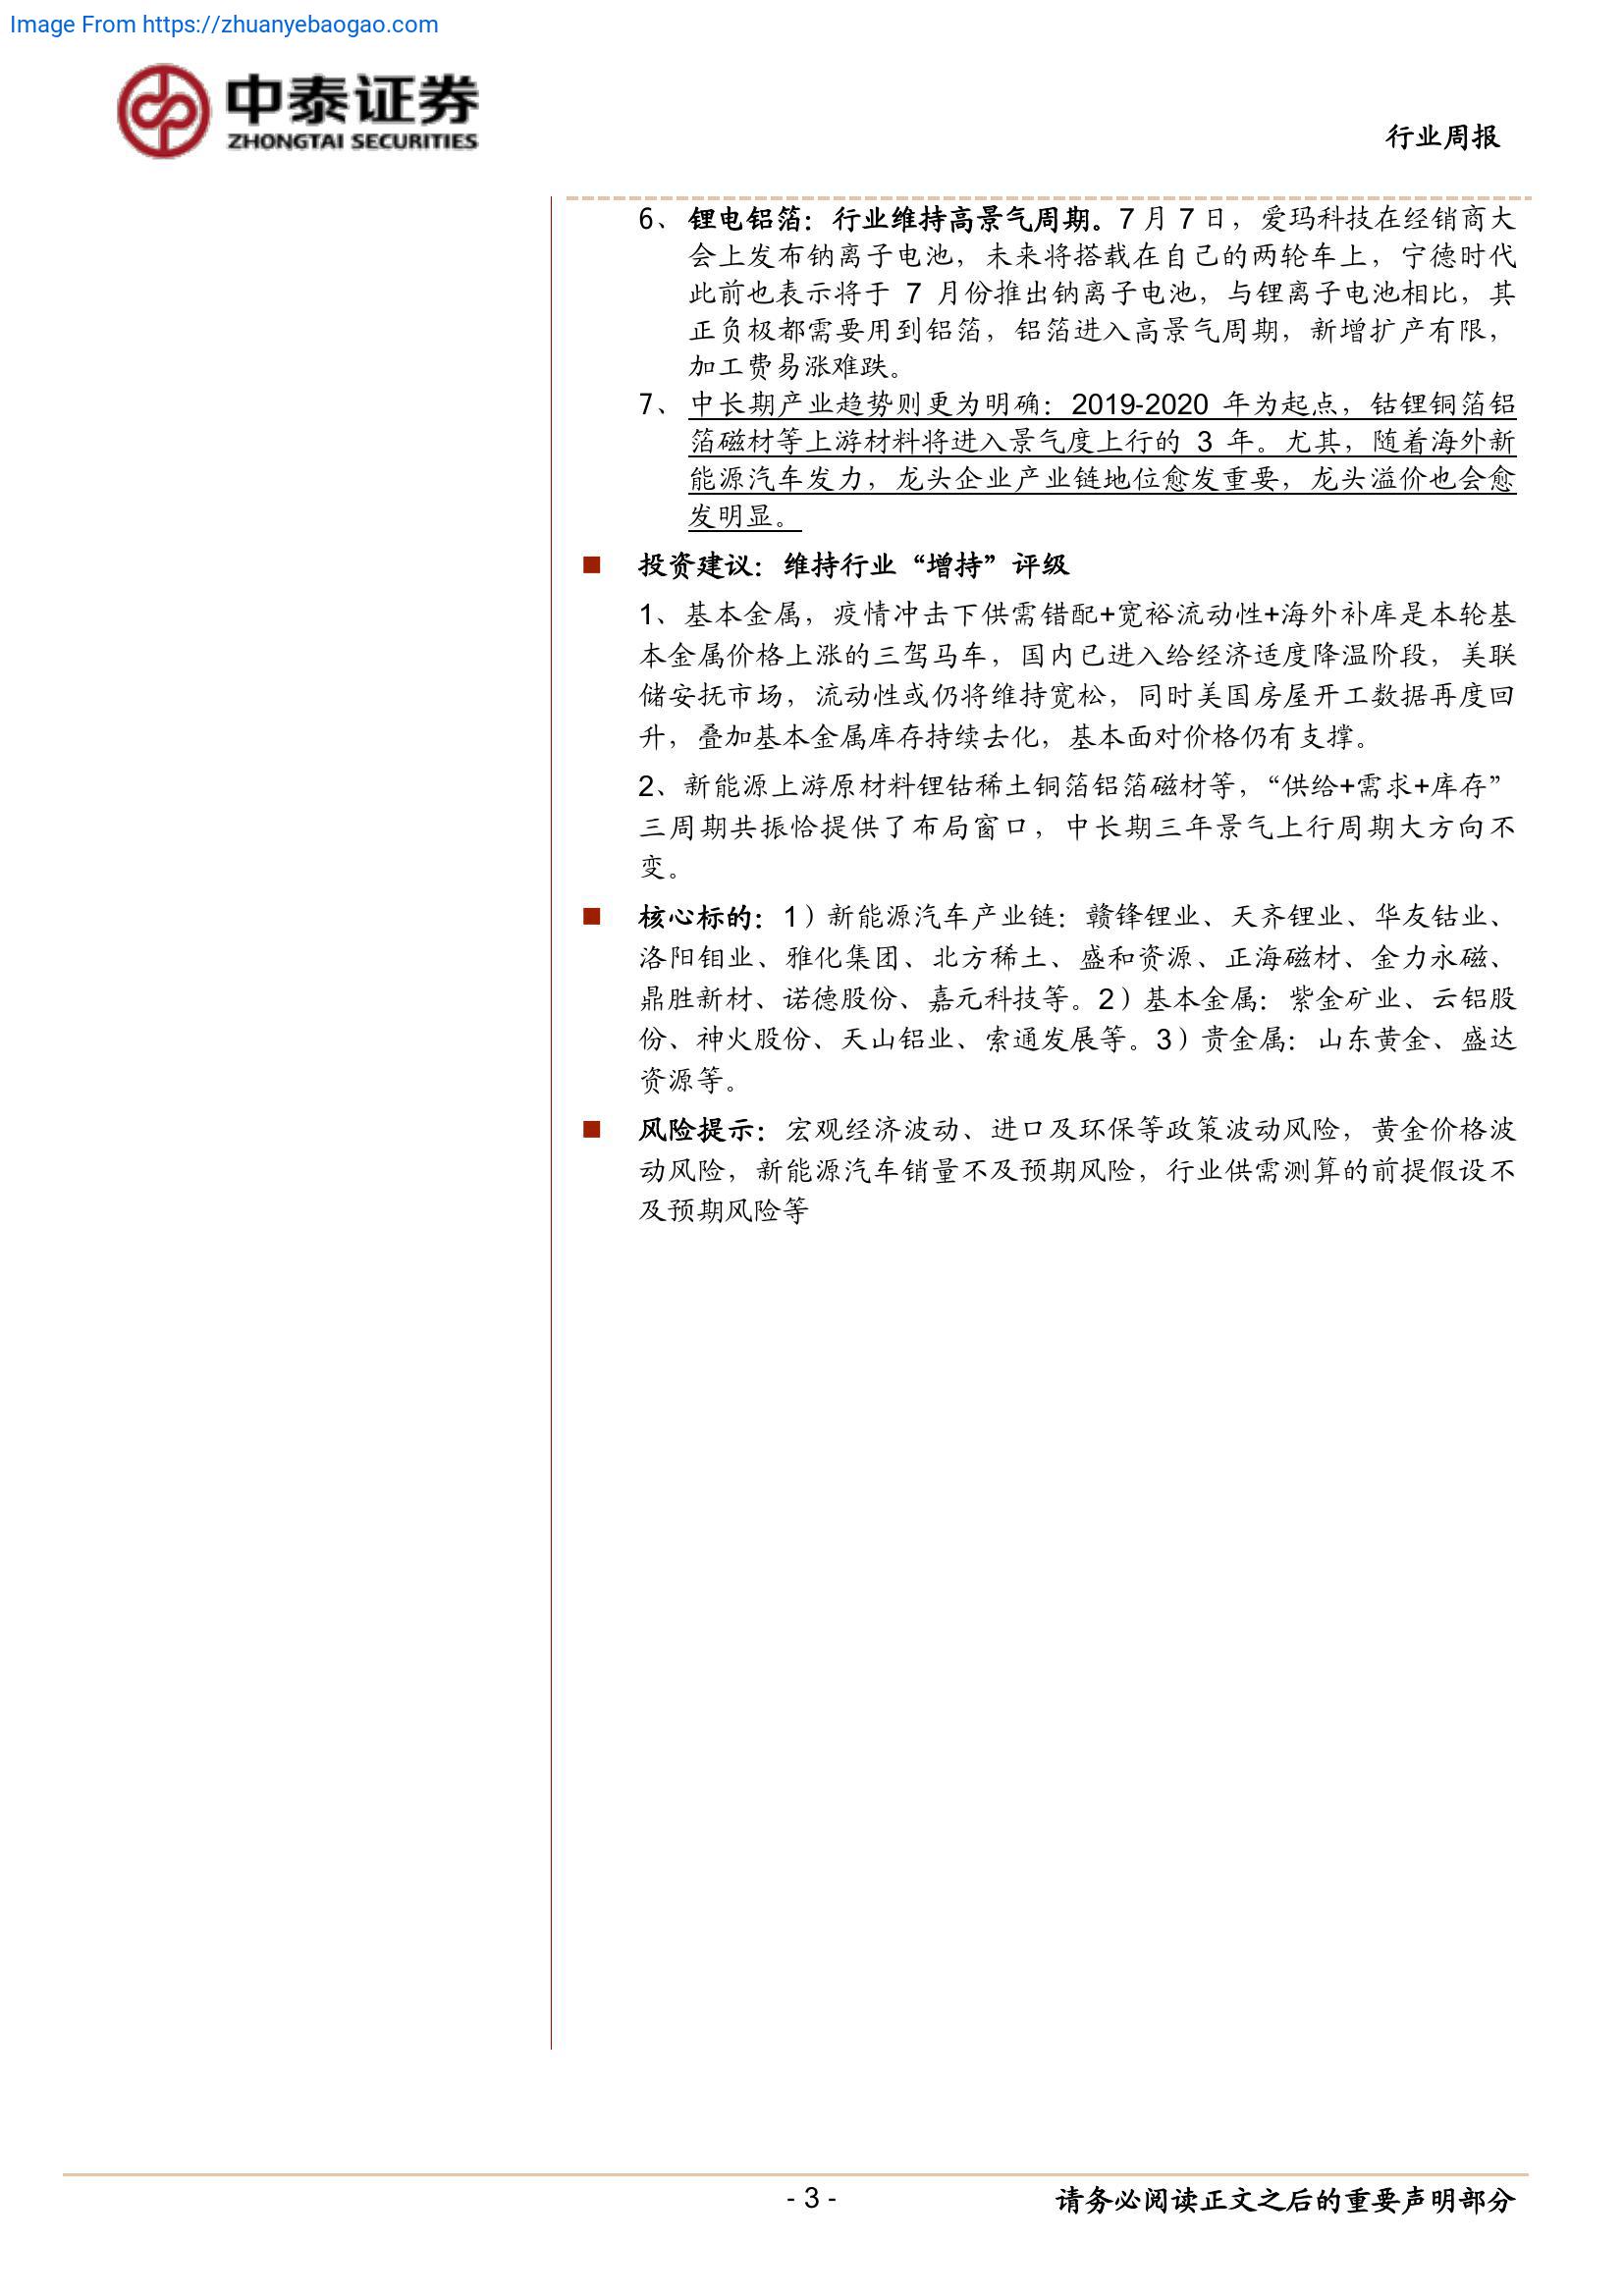 Image From https://zhuanyebaogao.com
中泰证券
ZHONGTAI SECURITIES
行业周报
6、 锂电铝箔：行业维持高景气周期。7 月 7 日，爱玛科技在经销商大
会上发布钠离子电池，未来将搭载在自己的两轮车上，宁德时代
此前也表示将于 7 月份推出钠离子电池，与锂离子电池相比，其
正负极都需要用到铝箔，铝箔进入高景气周期，新增扩产有限，
加工费易涨难跌。
7、 中长期产业趋势则更为明确：2019-2020 年为起点，钴锂铜箔铝
箔磁材等上游材料将进入景气度上行的 3 年。尤其，随着海外新
能源汽车发力，龙头企业产业链地位愈发重要，龙头溢价也会愈
发明显。
■ 投资建议：维持行业“增持”评级
1、基本金属，疫情冲击下供需错配+宽裕流动性+海外补库是本轮基
本金属价格上涨的三驾马车，国内已进入给经济适度降温阶段，美联
储安抚市场，流动性或仍将维持宽松，同时美国房屋开工数据再度回
升，叠加基本金属库存持续去化，基本面对价格仍有支撑。
2、新能源上游原材料锂钴稀土铜箔铝箔磁材等，“供给+需求+库存”
三周期共振恰提供了布局窗口，中长期三年景气上行周期大方向不
变。
■ 核心标的：1）新能源汽车产业链：赣锋锂业、天齐锂业、华友钴业、
洛阳钼业、雅化集团、北方稀土、盛和资源、正海磁材、金力永磁、
鼎胜新材、诺德股份、嘉元科技等。2）基本金属：紫金矿业、云铝股
份、神火股份、天山铝业、索通发展等。3）贵金属：山东黄金、盛达
资源等。
■ 风险提示：宏观经济波动、进口及环保等政策波动风险，黄金价格波
动风险，新能源汽车销量不及预期风险，行业供需测算的前提假设不
及预期风险等
- 3 -
请务必阅读正文之后的重要声明部分